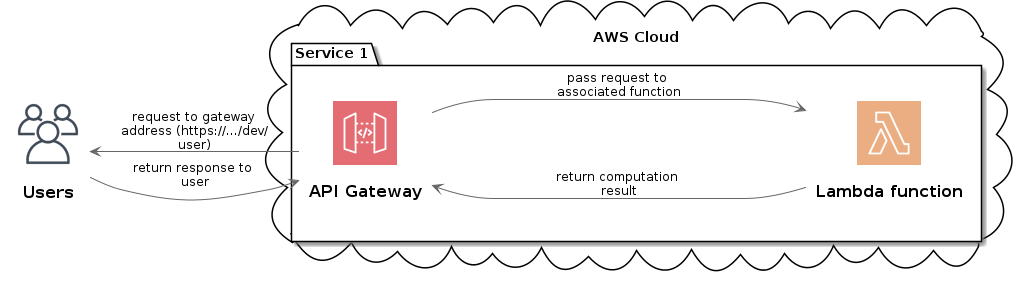 AWS Cloud
Service 1
pass request to
associated function
request to gateway
address (https://.../dev/
user)
return response to
user
return computation
result
Users
API Gateway
Lambda function